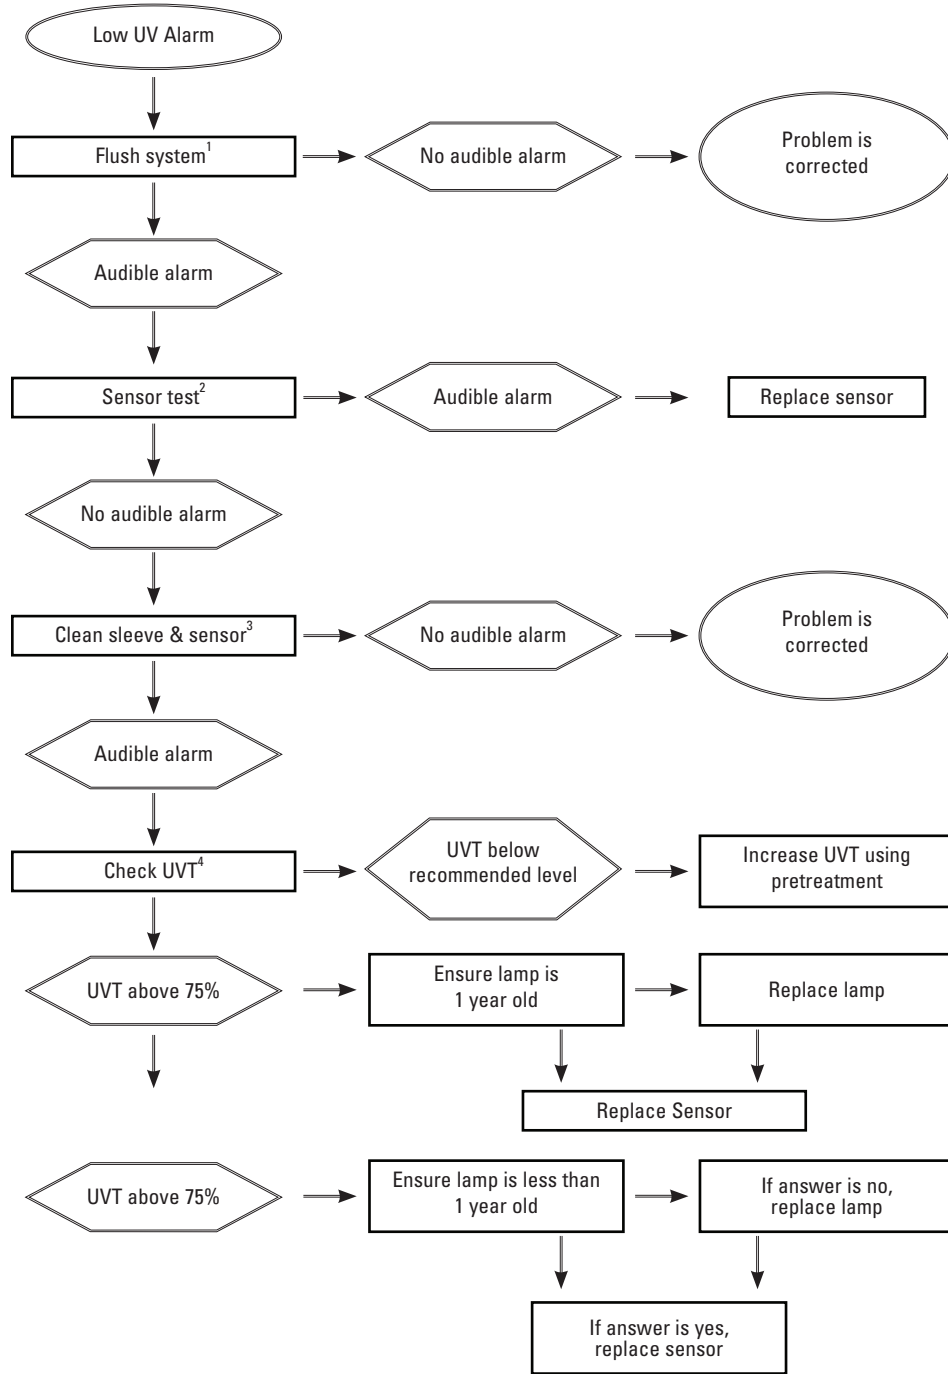 Low UV Alarm
Flush system¹
No audible alarm
Problem is
corrected
Audible alarm
Sensor test²
Audible alarm
Replace sensor
No audible alarm
Clean sleeve & sensor³
No audible alarm
Problem is
corrected
Audible alarm
Check UVT⁴
UVT below
recommended level
Increase UVT using
pretreatment
UVT above 75%
Ensure lamp is
1 year old
Replace lamp
Replace Sensor
UVT above 75%
Ensure lamp is less than
1 year old
If answer is no,
replace lamp
If answer is yes,
replace sensor